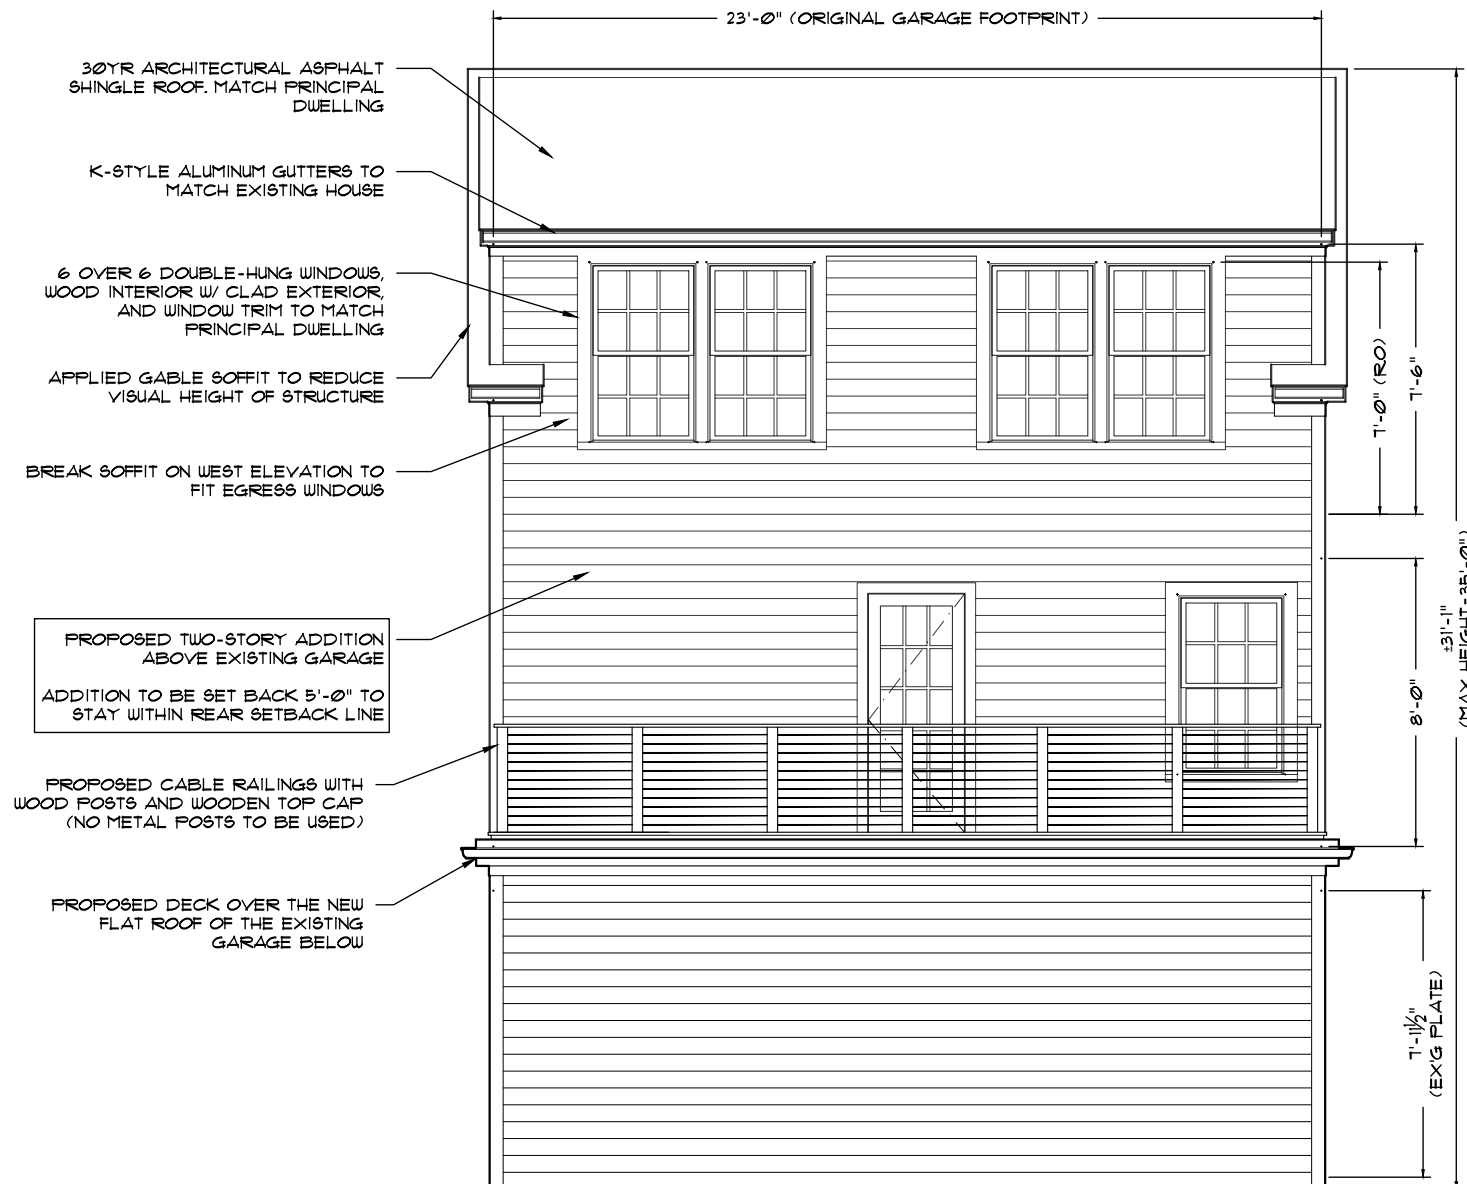 23'-0" (ORIGINAL GARAGE FOOTPRINT)
30YR ARCHITECTURAL ASPHALT
SHINGLE ROOF. MATCH PRINCIPAL
DWELLING
K-STYLE ALUMINUM GUTTERS TO
MATCH EXISTING HOUSE
6 OVER 6 DOUBLE-HUNG WINDOWS,
WOOD INTERIOR W/ CLAD EXTERIOR,
AND WINDOW TRIM TO MATCH
PRINCIPAL DWELLING
APPLIED GABLE SOFFIT TO REDUCE
VISUAL HEIGHT OF STRUCTURE
BREAK SOFFIT ON WEST ELEVATION TO
FIT EGRESS WINDOWS
PROPOSED TWO-STORY ADDITION
ABOVE EXISTING GARAGE
ADDITION TO BE SET BACK 5'-0" TO
STAY WITHIN REAR SETBACK LINE
PROPOSED CABLE RAILINGS WITH
WOOD POSTS AND WOODEN TOP CAP
(NO METAL POSTS TO BE USED)
PROPOSED DECK OVER THE NEW
FLAT ROOF OF THE EXISTING
GARAGE BELOW
7'-0" (RO)
7'-6"
8'-0"
±31'-1"
(MAX HEIGHT - 35'-0")
7'-11½"
(EX'G PLATE)